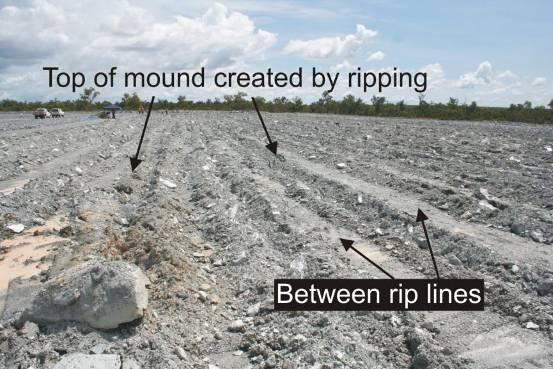 Top of mound created by ripping
Between rip lines